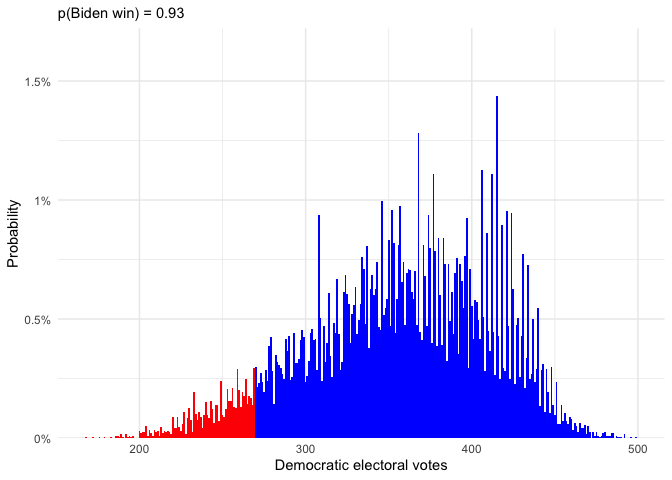 p(Biden win) = 0.93
1.5%
1%
0.5%
0%
Probability
200
300
400
500
Democratic electoral votes